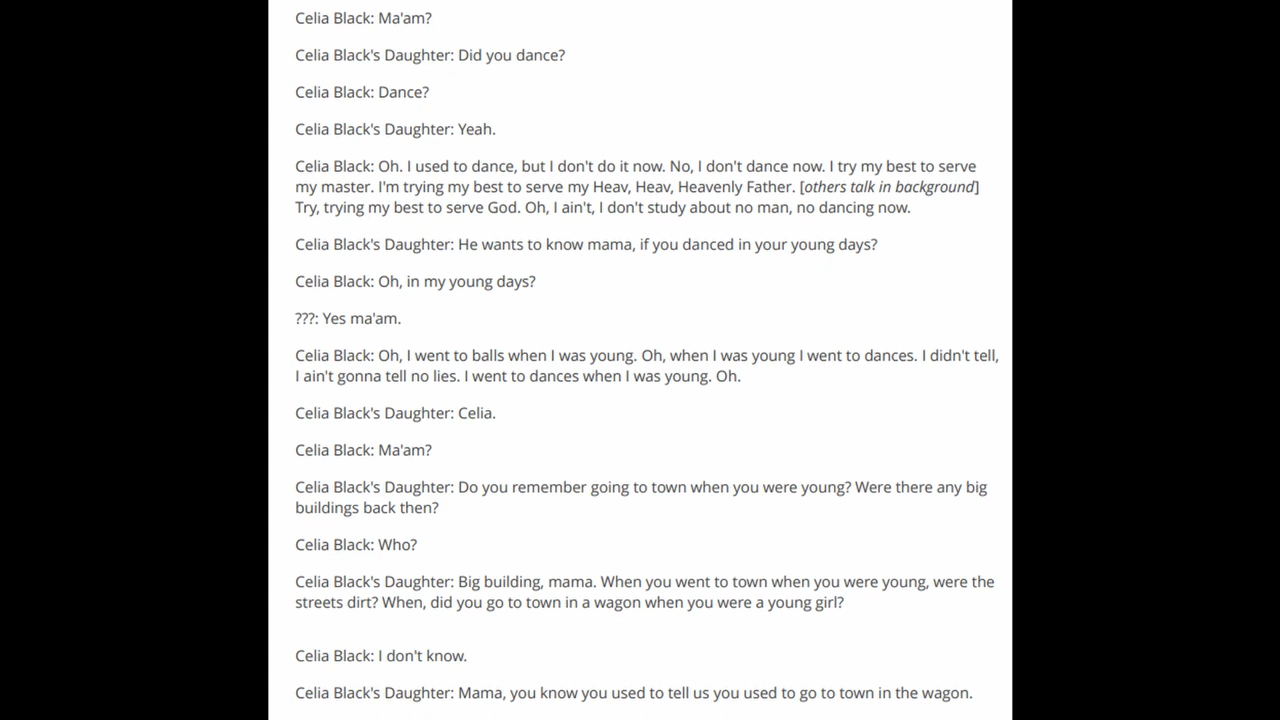 Celia Black: Ma'am?
Celia Black's Daughter: Did you dance?
Celia Black: Dance?
Celia Black's Daughter: Yeah.
Celia Black: Oh. I used to dance, but I don't do it now. No, I don't dance now. I try my best to serve
my master. I'm trying my best to serve my Heav, Heav, Heavenly Father. [others talk in background]
Try, trying my best to serve God. Oh, I ain't, I don't study about no man, no dancing now.
Celia Black's Daughter: He wants to know mama, if you danced in your young days?
Celia Black: Oh, in my young days?
???: Yes ma'am.
Celia Black: Oh, I went to balls when I was young. Oh, when I was young I went to dances. I didn't tell,
I ain't gonna tell no lies. I went to dances when I was young. Oh.
Celia Black's Daughter: Celia.
Celia Black: Ma'am?
Celia Black's Daughter: Do you remember going to town when you were young? Were there any big
buildings back then?
Celia Black: Who?
Celia Black's Daughter: Big building, mama. When you went to town when you were young, were the
streets dirt? When, did you go to town in a wagon when you were a young girl?
Celia Black: I don't know.
Celia Black's Daughter: Mama, you know you used to tell us you used to go to town in the wagon.